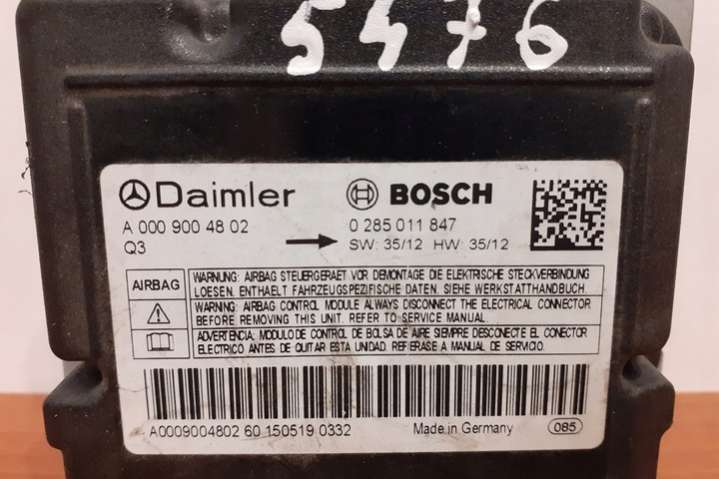 5476
Daimler BOSCH
A 000 900 48 02 0 285 011 847
Q3 SW: 35/12 HW: 35/12
AIRBAG
WARNUNG: AIRBAG STEUERGERAET VOR DEMONTAGE DIE ELEKTRISCHE STECKVERBINDUNG
LOESEN. ENTHAELT FAHRZEUGSPEZIFISCHE DATEN. SIEHE WERKSTATTHANDBUCH.
WARNING: AIRBAG CONTROL MODULE ALWAYS DISCONNECT THE ELECTRICAL CONNECTOR
BEFORE REMOVING THIS UNIT. REFER TO SERVICE MANUAL.
ADVERTENCIA: MODULO DE CONTROL DE BOLSA DE AIRE SIEMPRE DESCONECTE EL CONECTOR
ELECTRICO ANTES DE QUITAR ESTA UNIDAD. REFERASE A MANUAL DE SERVICIO.
A0009004802 60 150519 0332 Made in Germany 085